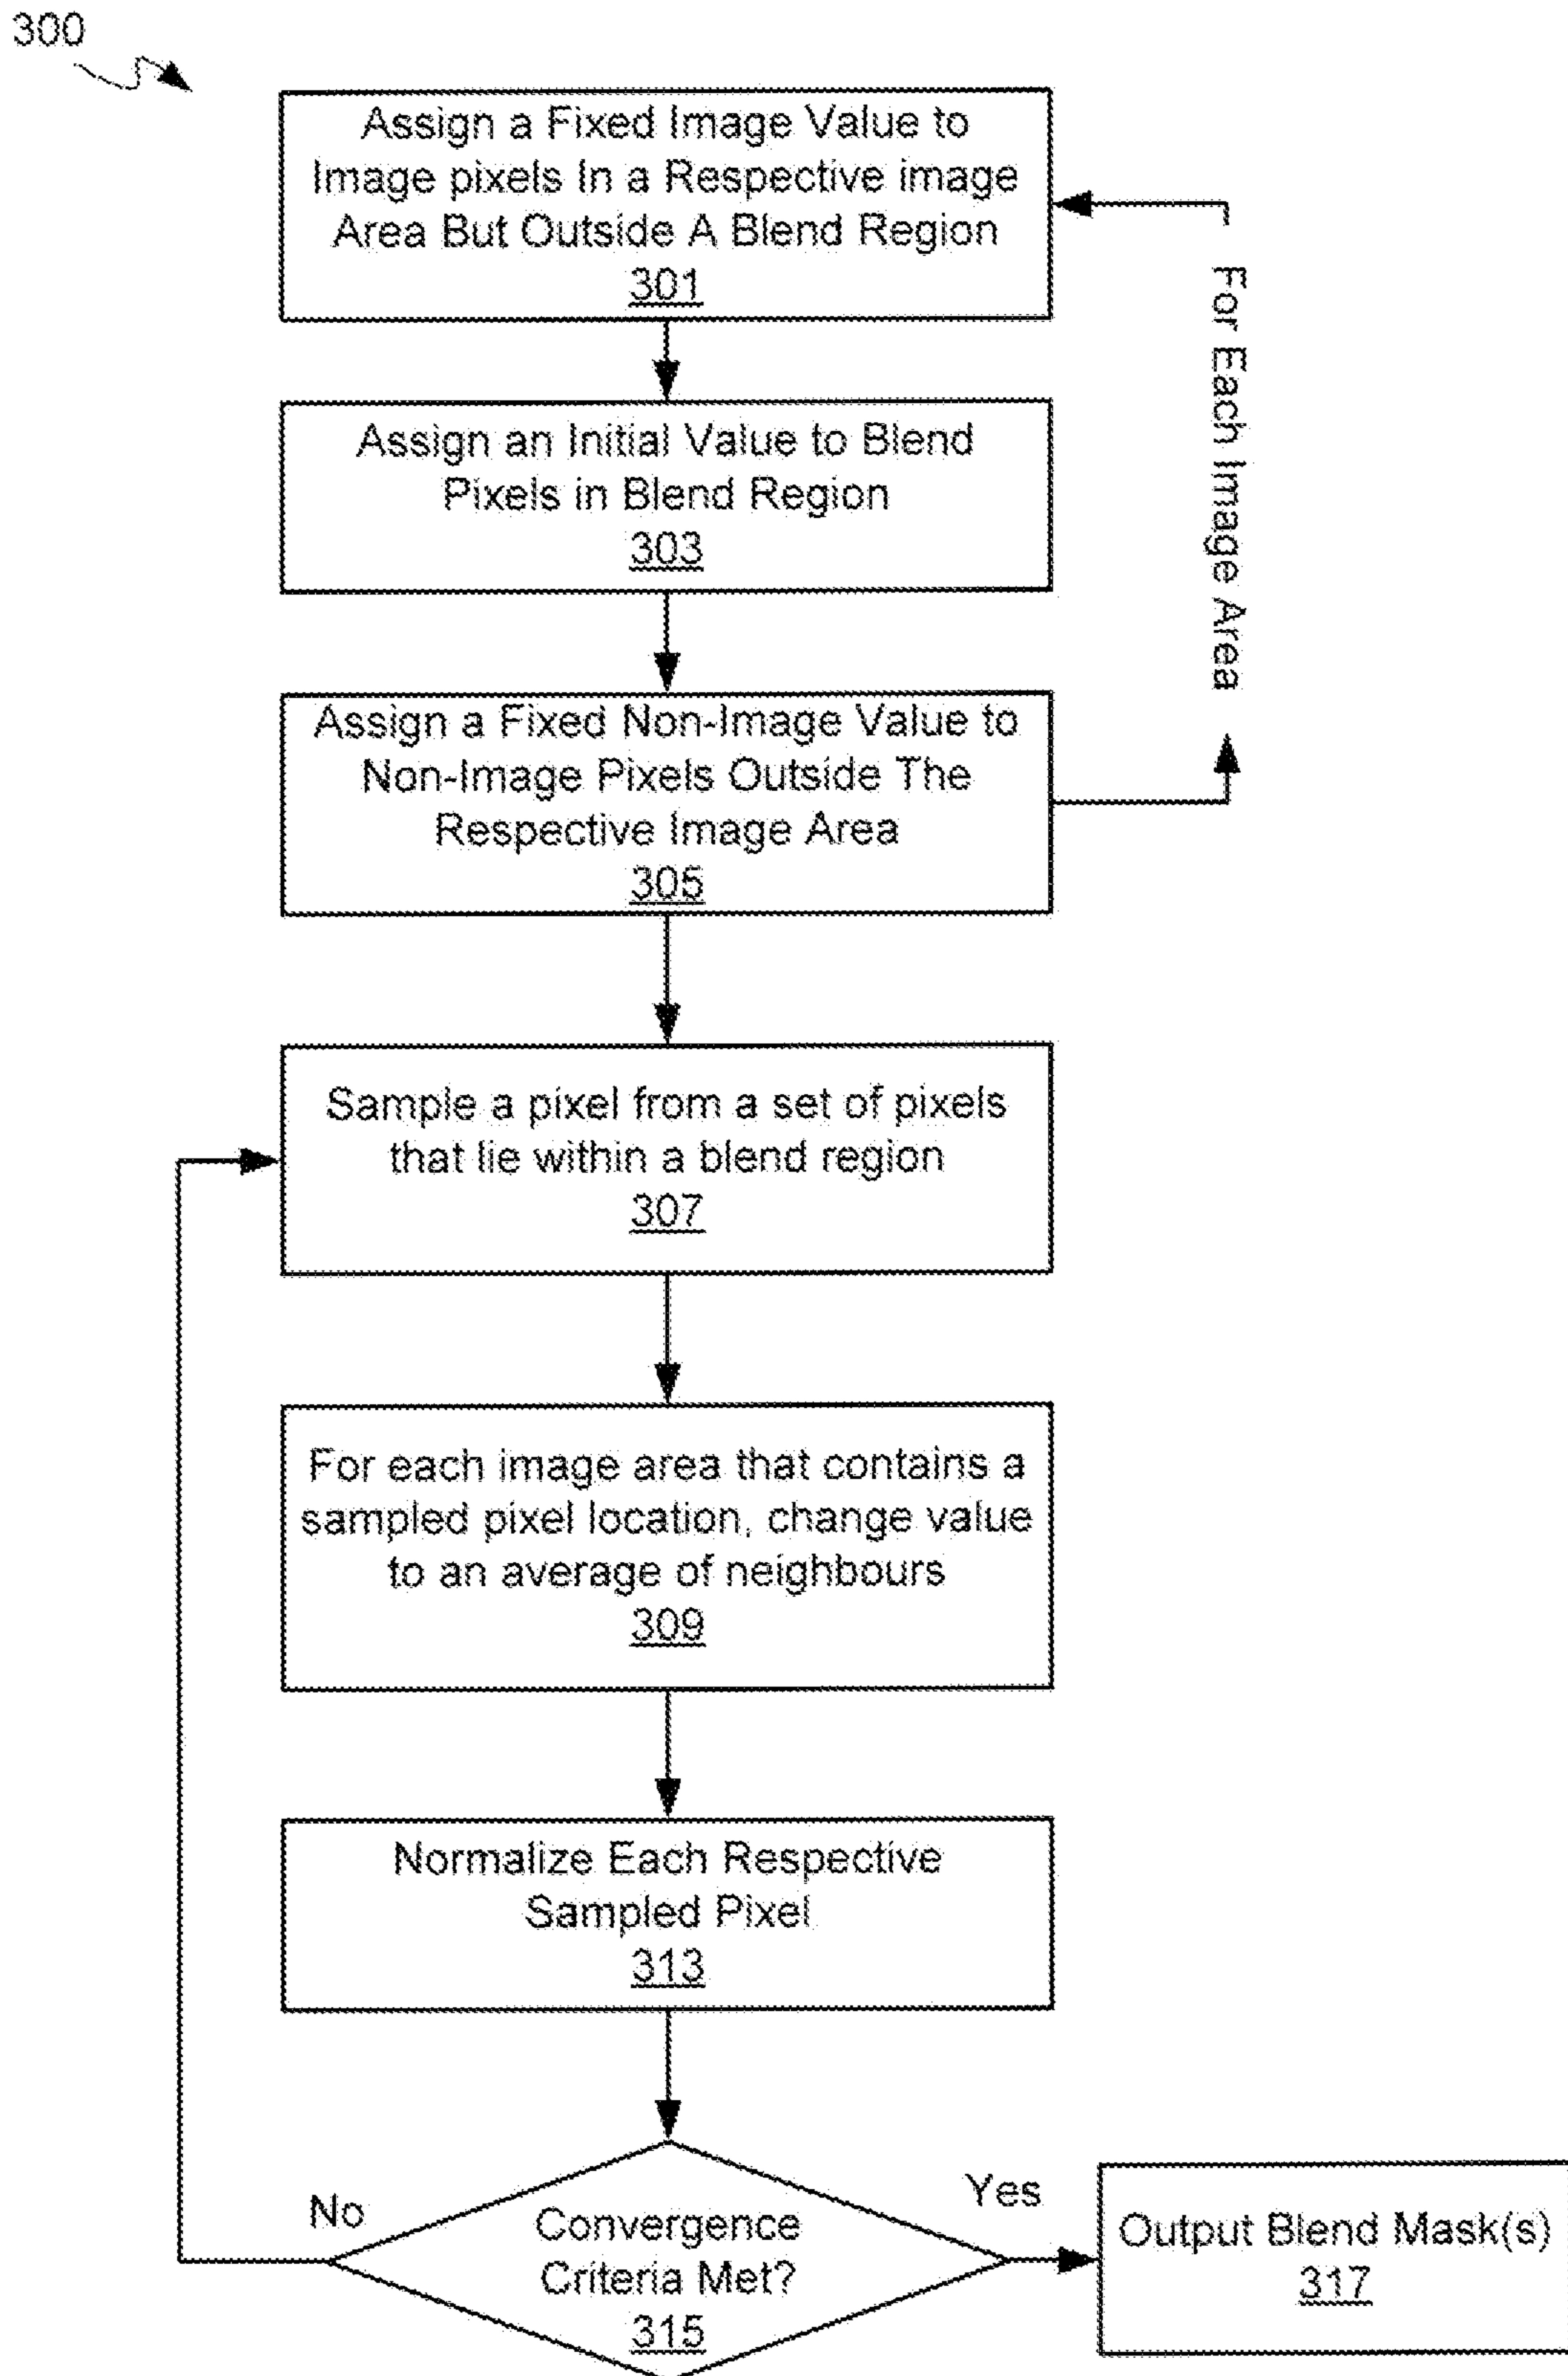 300
Assign a Fixed Image Value to
Image pixels In a Respective image
Area But Outside A Blend Region
301
For Each Image Area
Assign an Initial Value to Blend
Pixels in Blend Region
303
Assign a Fixed Non-Image Value to
Non-Image Pixels Outside The
Respective Image Area
305
Sample a pixel from a set of pixels
that lie within a blend region
307
For each image area that contains a
sampled pixel location, change value
to an average of neighbours
309
Normalize Each Respective
Sampled Pixel
313
No
Yes
Convergence
Criteria Met?
315
Output Blend Mask(s)
317